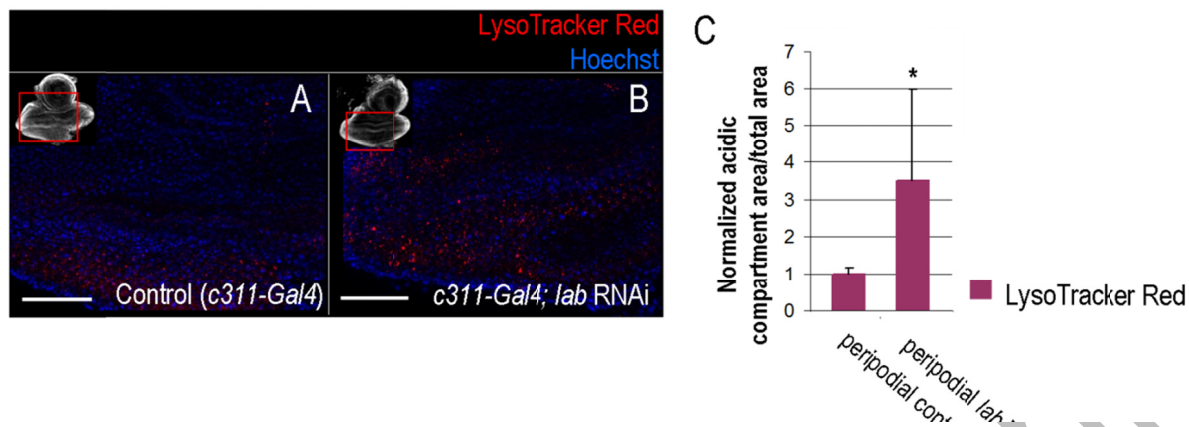 LysoTracker Red
Hoechst
A
B
Control (c311-Gal4)
c311-Gal4; lab RNAi
C
Normalized acidic
compartment area/total area
7
6
5
4
3
2
1
0
*
peripodial
peripodial lab
LysoTracker Red